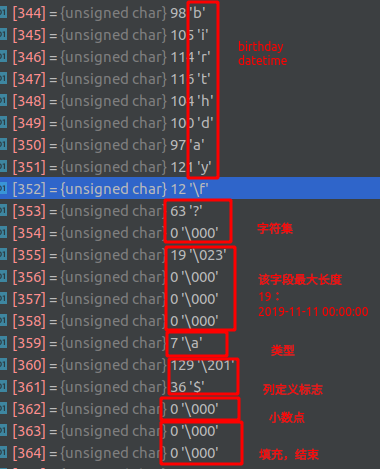 [344] = {unsigned char} 98 'b'
[345] = {unsigned char} 105 'i'
[346] = {unsigned char} 114 'r'
[347] = {unsigned char} 116 't'
[348] = {unsigned char} 104 'h'
[349] = {unsigned char} 100 'd'
[350] = {unsigned char} 97 'a'
[351] = {unsigned char} 121 'y'
birthday
datetime
[352] = {unsigned char} 12 '\f'
[353] = {unsigned char} 63 '?'
[354] = {unsigned char} 0 '\000'
字符集
[355] = {unsigned char} 19 '\023'
[356] = {unsigned char} 0 '\000'
[357] = {unsigned char} 0 '\000'
[358] = {unsigned char} 0 '\000'
该字段最大长度
19:
2019-11-11 00:00:00
[359] = {unsigned char} 7 '\a'
类型
[360] = {unsigned char} 129 '\201'
[361] = {unsigned char} 36 '$'
列定义标志
[362] = {unsigned char} 0 '\000'
小数点
[363] = {unsigned char} 0 '\000'
[364] = {unsigned char} 0 '\000'
填充，结束